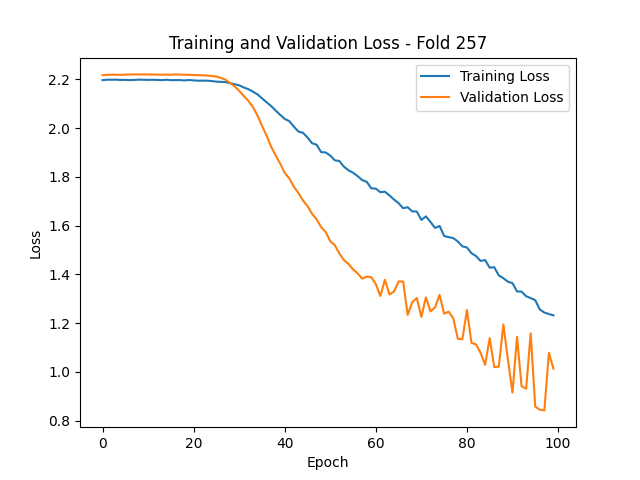 Training and Validation Loss - Fold 257
Training Loss
Validation Loss
Loss
2.2
2.0
1.8
1.6
1.4
1.2
1.0
0.8
0 20 40 60 80 100
Epoch